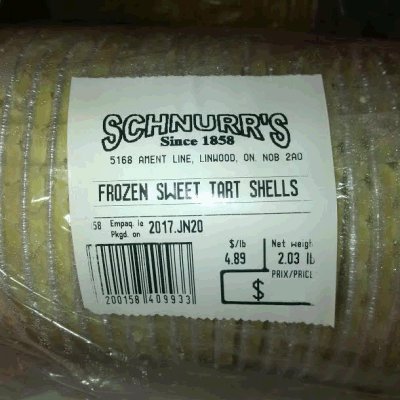 SCHNURR'S
Since 1858
5168 AMENT LINE, LINWOOD, ON. NOB 2A0
FROZEN SWEET TART SHELLS
58 Empaq. le
Pkgd. on 2017.JN20
$/lb Net weigh
4.89 2.03 lb
PRIX/PRICE
$
200158 409933